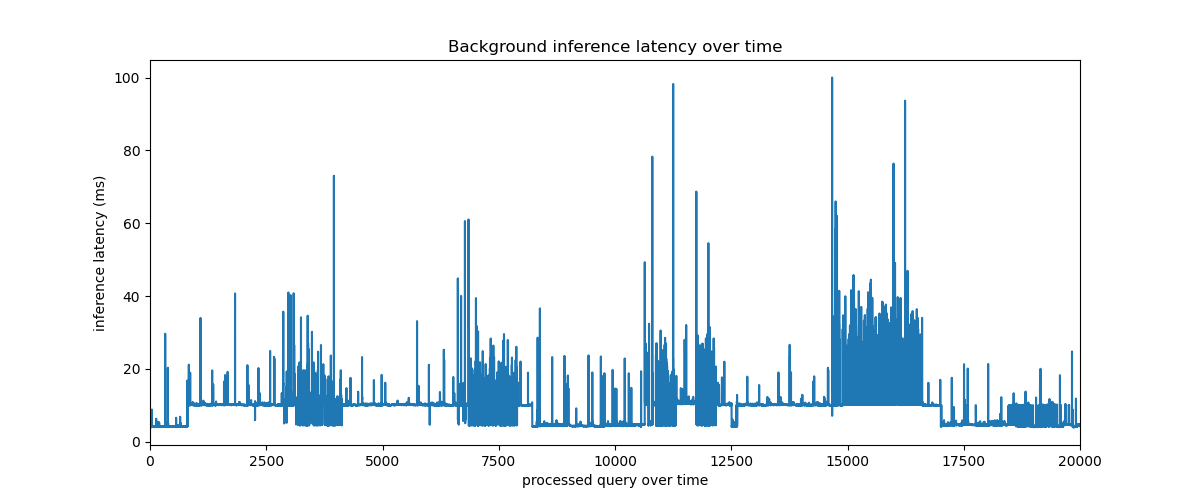 Background inference latency over time
inference latency (ms)
100
80
60
40
20
0
0 2500 5000 7500 10000 12500 15000 17500 20000
processed query over time